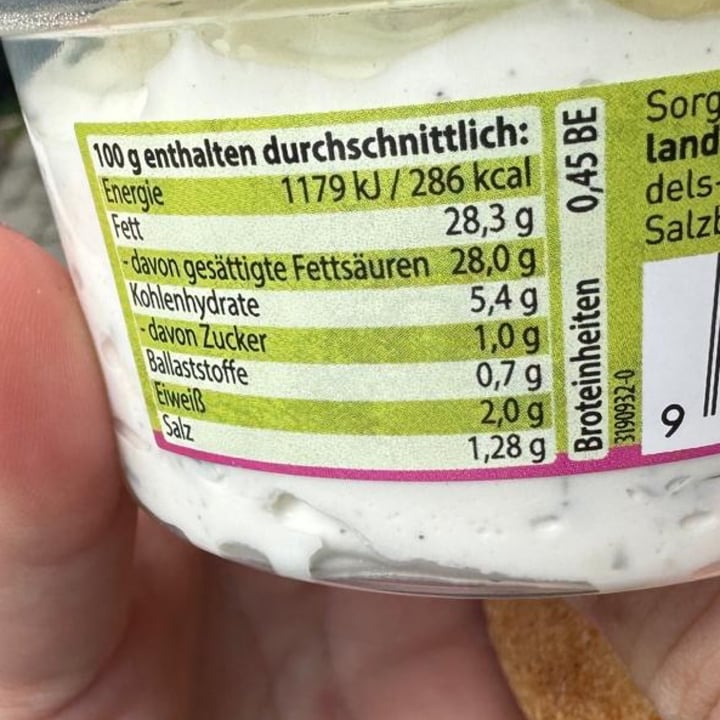 100 g enthalten durchschnittlich:
Energie 1179 kJ / 286 kcal
Fett 28,3 g
- davon gesättigte Fettsäuren 28,0 g
Kohlenhydrate 5,4 g
- davon Zucker 1,0 g
Ballaststoffe 0,7 g
Eiweiß 2,0 g
Salz 1,28 g
Broteinheiten 0,45 BE
3190932-0
Sorg
land
dels-
Salzb
9